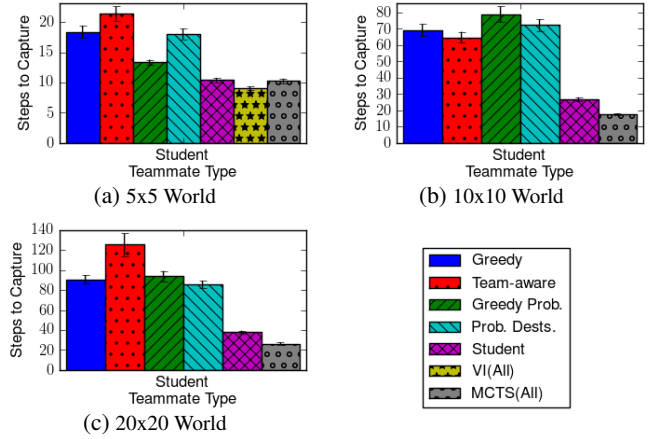 Steps to Capture
20
15
10
5
0
Student
Teammate Type
(a) 5x5 World
Steps to Capture
80
70
60
50
40
30
20
10
0
Student
Teammate Type
(b) 10x10 World
Steps to Capture
140
120
100
80
60
40
20
0
Student
Teammate Type
(c) 20x20 World
Greedy
Team-aware
Greedy Prob.
Prob. Dests.
Student
VI(All)
MCTS(All)